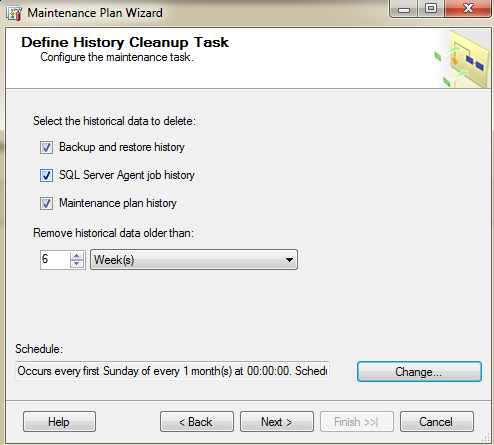 Maintenance Plan Wizard
Define History Cleanup Task
Configure the maintenance task.
Select the historical data to delete:
Backup and restore history
SQL Server Agent job history
Maintenance plan history
Remove historical data older than:
6 Week(s)
Schedule:
Occurs every first Sunday of every 1 month(s) at 00:00:00. Schedu
Change...
Help < Back Next > Finish >>| Cancel